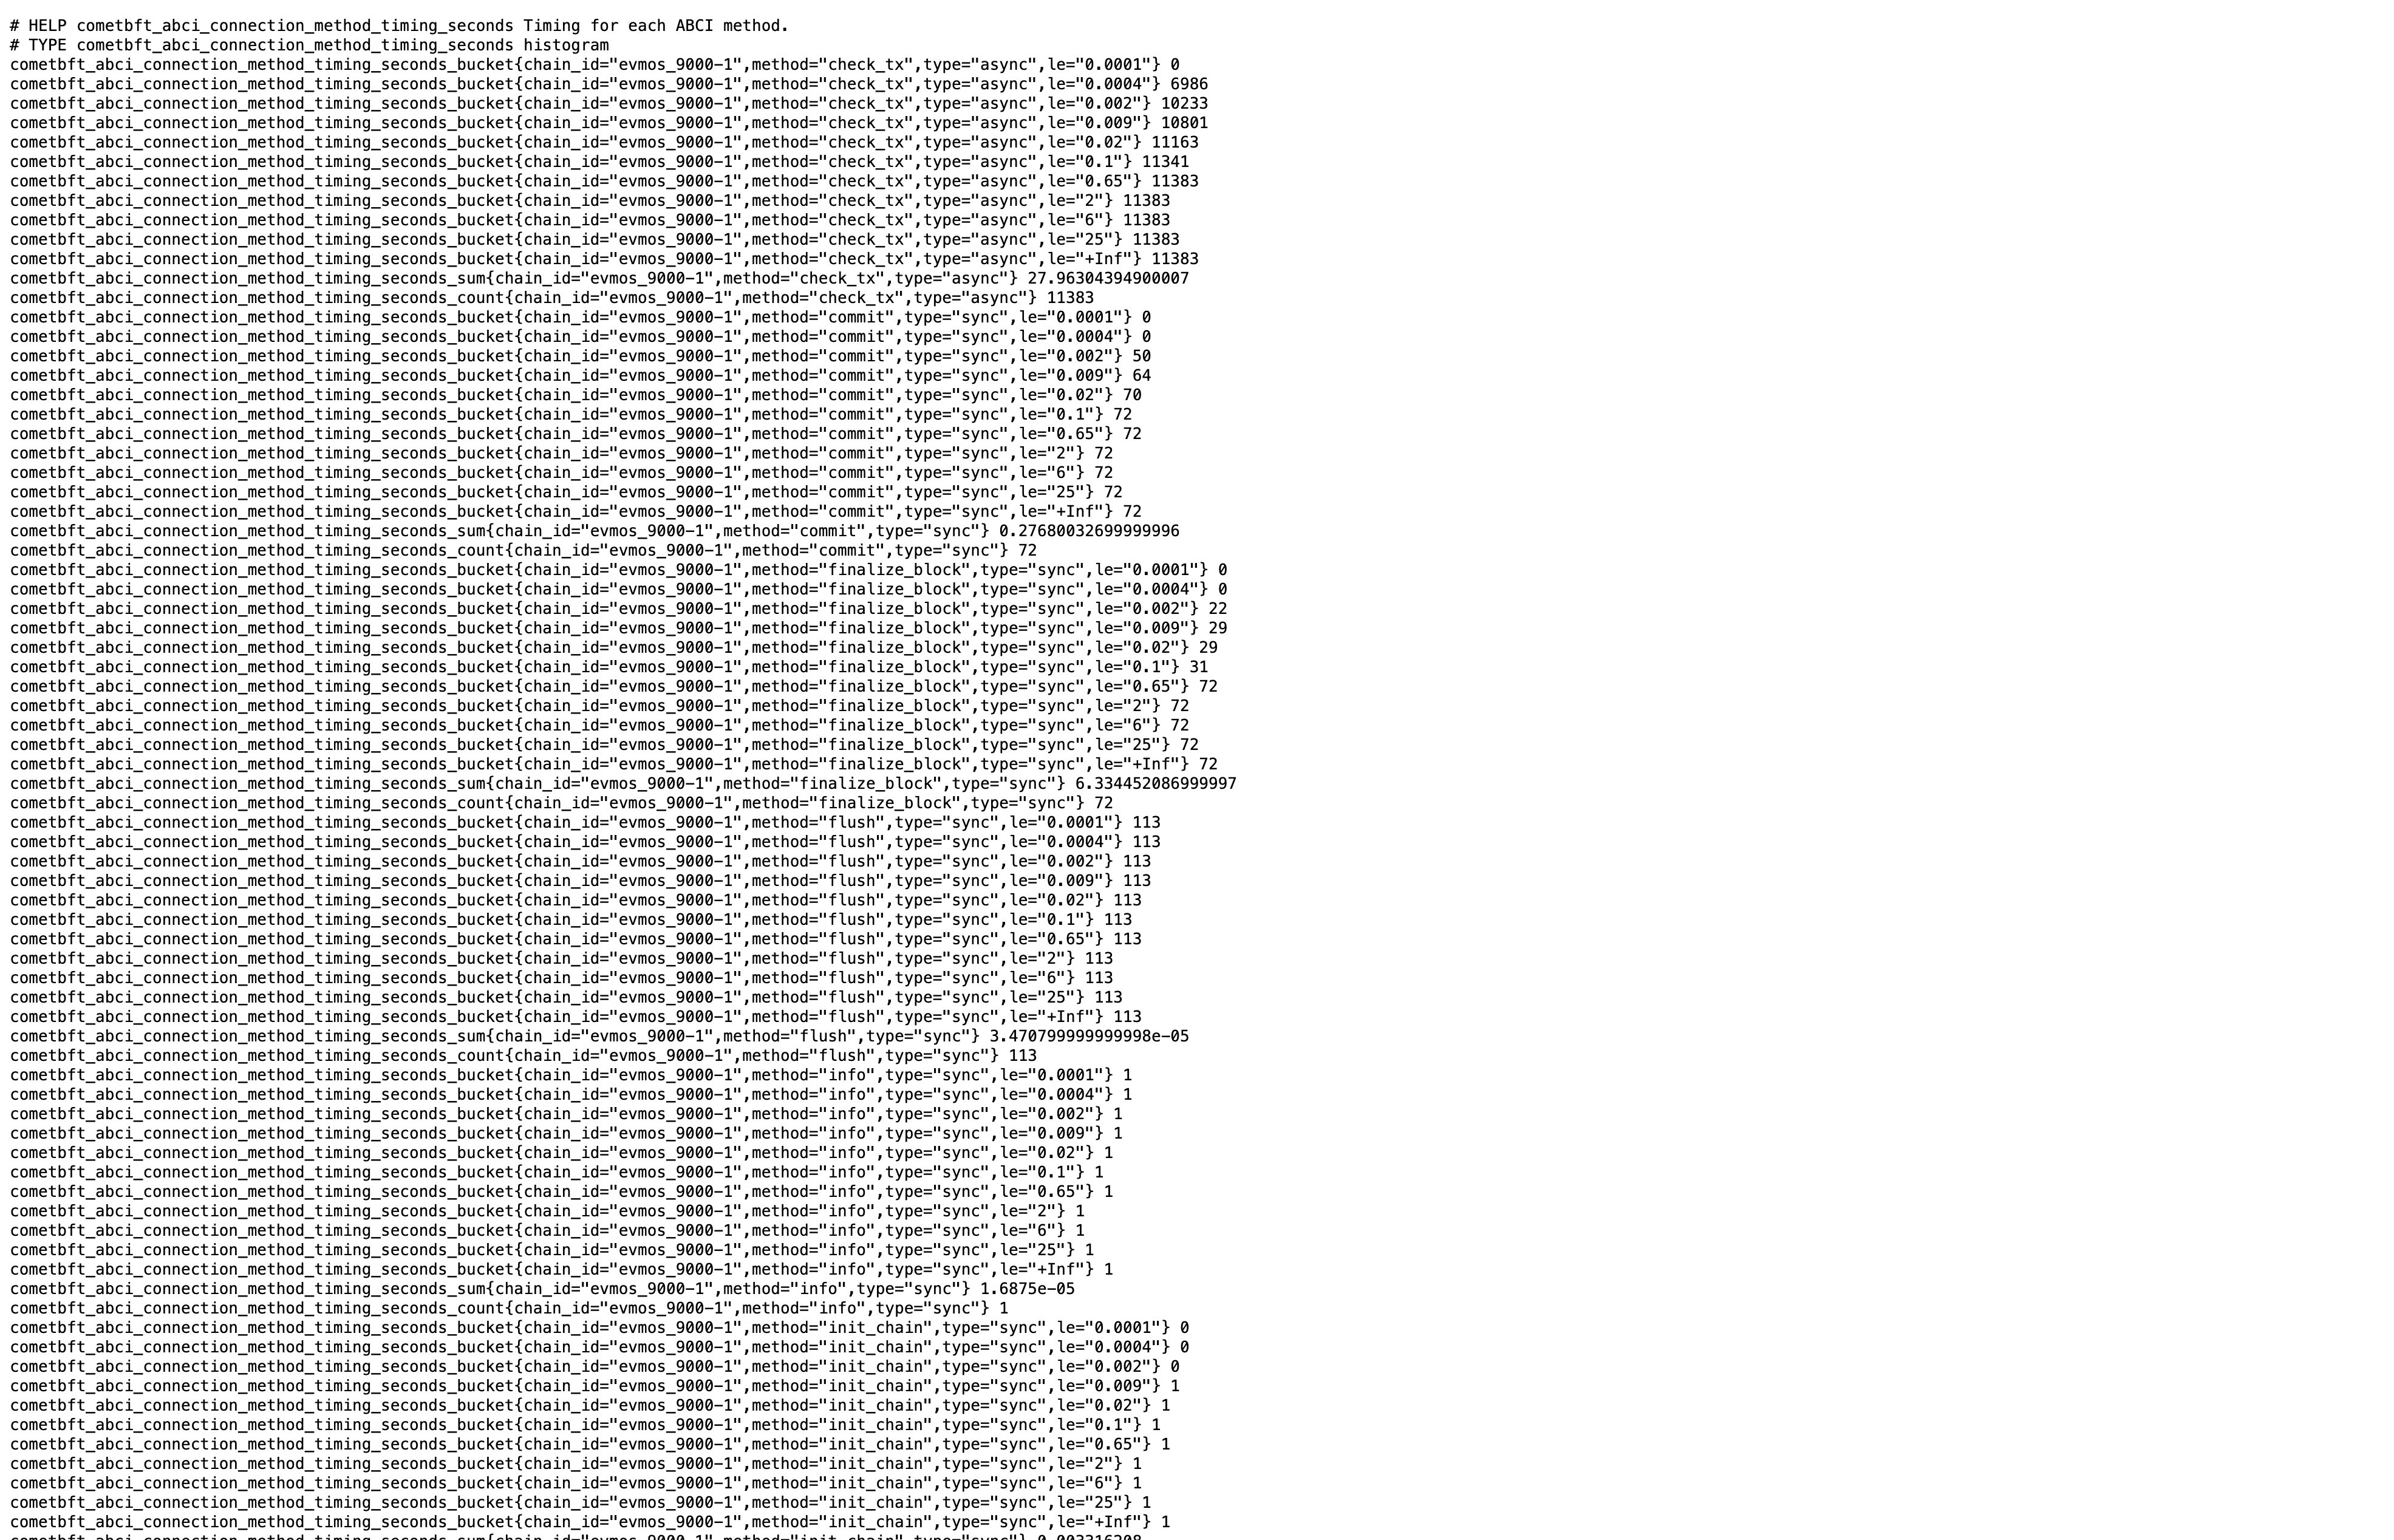 # HELP cometbft_abci_connection_method_timing_seconds Timing for each ABCI method.
# TYPE cometbft_abci_connection_method_timing_seconds histogram
cometbft_abci_connection_method_timing_seconds_bucket{chain_id="evmos_9000-1",method="check_tx",type="async",le="0.0001"} 0
cometbft_abci_connection_method_timing_seconds_bucket{chain_id="evmos_9000-1",method="check_tx",type="async",le="0.0004"} 6986
cometbft_abci_connection_method_timing_seconds_bucket{chain_id="evmos_9000-1",method="check_tx",type="async",le="0.002"} 10233
cometbft_abci_connection_method_timing_seconds_bucket{chain_id="evmos_9000-1",method="check_tx",type="async",le="0.009"} 10801
cometbft_abci_connection_method_timing_seconds_bucket{chain_id="evmos_9000-1",method="check_tx",type="async",le="0.02"} 11163
cometbft_abci_connection_method_timing_seconds_bucket{chain_id="evmos_9000-1",method="check_tx",type="async",le="0.1"} 11341
cometbft_abci_connection_method_timing_seconds_bucket{chain_id="evmos_9000-1",method="check_tx",type="async",le="0.65"} 11383
cometbft_abci_connection_method_timing_seconds_bucket{chain_id="evmos_9000-1",method="check_tx",type="async",le="2"} 11383
cometbft_abci_connection_method_timing_seconds_bucket{chain_id="evmos_9000-1",method="check_tx",type="async",le="6"} 11383
cometbft_abci_connection_method_timing_seconds_bucket{chain_id="evmos_9000-1",method="check_tx",type="async",le="25"} 11383
cometbft_abci_connection_method_timing_seconds_bucket{chain_id="evmos_9000-1",method="check_tx",type="async",le="+Inf"} 11383
cometbft_abci_connection_method_timing_seconds_sum{chain_id="evmos_9000-1",method="check_tx",type="async"} 27.96304394900007
cometbft_abci_connection_method_timing_seconds_count{chain_id="evmos_9000-1",method="check_tx",type="async"} 11383
cometbft_abci_connection_method_timing_seconds_bucket{chain_id="evmos_9000-1",method="commit",type="sync",le="0.0001"} 0
cometbft_abci_connection_method_timing_seconds_bucket{chain_id="evmos_9000-1",method="commit",type="sync",le="0.0004"} 0
cometbft_abci_connection_method_timing_seconds_bucket{chain_id="evmos_9000-1",method="commit",type="sync",le="0.002"} 50
cometbft_abci_connection_method_timing_seconds_bucket{chain_id="evmos_9000-1",method="commit",type="sync",le="0.009"} 64
cometbft_abci_connection_method_timing_seconds_bucket{chain_id="evmos_9000-1",method="commit",type="sync",le="0.02"} 70
cometbft_abci_connection_method_timing_seconds_bucket{chain_id="evmos_9000-1",method="commit",type="sync",le="0.1"} 72
cometbft_abci_connection_method_timing_seconds_bucket{chain_id="evmos_9000-1",method="commit",type="sync",le="0.65"} 72
cometbft_abci_connection_method_timing_seconds_bucket{chain_id="evmos_9000-1",method="commit",type="sync",le="2"} 72
cometbft_abci_connection_method_timing_seconds_bucket{chain_id="evmos_9000-1",method="commit",type="sync",le="6"} 72
cometbft_abci_connection_method_timing_seconds_bucket{chain_id="evmos_9000-1",method="commit",type="sync",le="25"} 72
cometbft_abci_connection_method_timing_seconds_bucket{chain_id="evmos_9000-1",method="commit",type="sync",le="+Inf"} 72
cometbft_abci_connection_method_timing_seconds_sum{chain_id="evmos_9000-1",method="commit",type="sync"} 0.27680032699999996
cometbft_abci_connection_method_timing_seconds_count{chain_id="evmos_9000-1",method="commit",type="sync"} 72
cometbft_abci_connection_method_timing_seconds_bucket{chain_id="evmos_9000-1",method="finalize_block",type="sync",le="0.0001"} 0
cometbft_abci_connection_method_timing_seconds_bucket{chain_id="evmos_9000-1",method="finalize_block",type="sync",le="0.0004"} 0
cometbft_abci_connection_method_timing_seconds_bucket{chain_id="evmos_9000-1",method="finalize_block",type="sync",le="0.002"} 22
cometbft_abci_connection_method_timing_seconds_bucket{chain_id="evmos_9000-1",method="finalize_block",type="sync",le="0.009"} 29
cometbft_abci_connection_method_timing_seconds_bucket{chain_id="evmos_9000-1",method="finalize_block",type="sync",le="0.02"} 29
cometbft_abci_connection_method_timing_seconds_bucket{chain_id="evmos_9000-1",method="finalize_block",type="sync",le="0.1"} 31
cometbft_abci_connection_method_timing_seconds_bucket{chain_id="evmos_9000-1",method="finalize_block",type="sync",le="0.65"} 72
cometbft_abci_connection_method_timing_seconds_bucket{chain_id="evmos_9000-1",method="finalize_block",type="sync",le="2"} 72
cometbft_abci_connection_method_timing_seconds_bucket{chain_id="evmos_9000-1",method="finalize_block",type="sync",le="6"} 72
cometbft_abci_connection_method_timing_seconds_bucket{chain_id="evmos_9000-1",method="finalize_block",type="sync",le="25"} 72
cometbft_abci_connection_method_timing_seconds_bucket{chain_id="evmos_9000-1",method="finalize_block",type="sync",le="+Inf"} 72
cometbft_abci_connection_method_timing_seconds_sum{chain_id="evmos_9000-1",method="finalize_block",type="sync"} 6.334452086999997
cometbft_abci_connection_method_timing_seconds_count{chain_id="evmos_9000-1",method="finalize_block",type="sync"} 72
cometbft_abci_connection_method_timing_seconds_bucket{chain_id="evmos_9000-1",method="flush",type="sync",le="0.0001"} 113
cometbft_abci_connection_method_timing_seconds_bucket{chain_id="evmos_9000-1",method="flush",type="sync",le="0.0004"} 113
cometbft_abci_connection_method_timing_seconds_bucket{chain_id="evmos_9000-1",method="flush",type="sync",le="0.002"} 113
cometbft_abci_connection_method_timing_seconds_bucket{chain_id="evmos_9000-1",method="flush",type="sync",le="0.009"} 113
cometbft_abci_connection_method_timing_seconds_bucket{chain_id="evmos_9000-1",method="flush",type="sync",le="0.02"} 113
cometbft_abci_connection_method_timing_seconds_bucket{chain_id="evmos_9000-1",method="flush",type="sync",le="0.1"} 113
cometbft_abci_connection_method_timing_seconds_bucket{chain_id="evmos_9000-1",method="flush",type="sync",le="0.65"} 113
cometbft_abci_connection_method_timing_seconds_bucket{chain_id="evmos_9000-1",method="flush",type="sync",le="2"} 113
cometbft_abci_connection_method_timing_seconds_bucket{chain_id="evmos_9000-1",method="flush",type="sync",le="6"} 113
cometbft_abci_connection_method_timing_seconds_bucket{chain_id="evmos_9000-1",method="flush",type="sync",le="25"} 113
cometbft_abci_connection_method_timing_seconds_bucket{chain_id="evmos_9000-1",method="flush",type="sync",le="+Inf"} 113
cometbft_abci_connection_method_timing_seconds_sum{chain_id="evmos_9000-1",method="flush",type="sync"} 3.470799999999998e-05
cometbft_abci_connection_method_timing_seconds_count{chain_id="evmos_9000-1",method="flush",type="sync"} 113
cometbft_abci_connection_method_timing_seconds_bucket{chain_id="evmos_9000-1",method="info",type="sync",le="0.0001"} 1
cometbft_abci_connection_method_timing_seconds_bucket{chain_id="evmos_9000-1",method="info",type="sync",le="0.0004"} 1
cometbft_abci_connection_method_timing_seconds_bucket{chain_id="evmos_9000-1",method="info",type="sync",le="0.002"} 1
cometbft_abci_connection_method_timing_seconds_bucket{chain_id="evmos_9000-1",method="info",type="sync",le="0.009"} 1
cometbft_abci_connection_method_timing_seconds_bucket{chain_id="evmos_9000-1",method="info",type="sync",le="0.02"} 1
cometbft_abci_connection_method_timing_seconds_bucket{chain_id="evmos_9000-1",method="info",type="sync",le="0.1"} 1
cometbft_abci_connection_method_timing_seconds_bucket{chain_id="evmos_9000-1",method="info",type="sync",le="0.65"} 1
cometbft_abci_connection_method_timing_seconds_bucket{chain_id="evmos_9000-1",method="info",type="sync",le="2"} 1
cometbft_abci_connection_method_timing_seconds_bucket{chain_id="evmos_9000-1",method="info",type="sync",le="6"} 1
cometbft_abci_connection_method_timing_seconds_bucket{chain_id="evmos_9000-1",method="info",type="sync",le="25"} 1
cometbft_abci_connection_method_timing_seconds_bucket{chain_id="evmos_9000-1",method="info",type="sync",le="+Inf"} 1
cometbft_abci_connection_method_timing_seconds_sum{chain_id="evmos_9000-1",method="info",type="sync"} 1.6875e-05
cometbft_abci_connection_method_timing_seconds_count{chain_id="evmos_9000-1",method="info",type="sync"} 1
cometbft_abci_connection_method_timing_seconds_bucket{chain_id="evmos_9000-1",method="init_chain",type="sync",le="0.0001"} 0
cometbft_abci_connection_method_timing_seconds_bucket{chain_id="evmos_9000-1",method="init_chain",type="sync",le="0.0004"} 0
cometbft_abci_connection_method_timing_seconds_bucket{chain_id="evmos_9000-1",method="init_chain",type="sync",le="0.002"} 0
cometbft_abci_connection_method_timing_seconds_bucket{chain_id="evmos_9000-1",method="init_chain",type="sync",le="0.009"} 1
cometbft_abci_connection_method_timing_seconds_bucket{chain_id="evmos_9000-1",method="init_chain",type="sync",le="0.02"} 1
cometbft_abci_connection_method_timing_seconds_bucket{chain_id="evmos_9000-1",method="init_chain",type="sync",le="0.1"} 1
cometbft_abci_connection_method_timing_seconds_bucket{chain_id="evmos_9000-1",method="init_chain",type="sync",le="0.65"} 1
cometbft_abci_connection_method_timing_seconds_bucket{chain_id="evmos_9000-1",method="init_chain",type="sync",le="2"} 1
cometbft_abci_connection_method_timing_seconds_bucket{chain_id="evmos_9000-1",method="init_chain",type="sync",le="6"} 1
cometbft_abci_connection_method_timing_seconds_bucket{chain_id="evmos_9000-1",method="init_chain",type="sync",le="25"} 1
cometbft_abci_connection_method_timing_seconds_bucket{chain_id="evmos_9000-1",method="init_chain",type="sync",le="+Inf"} 1